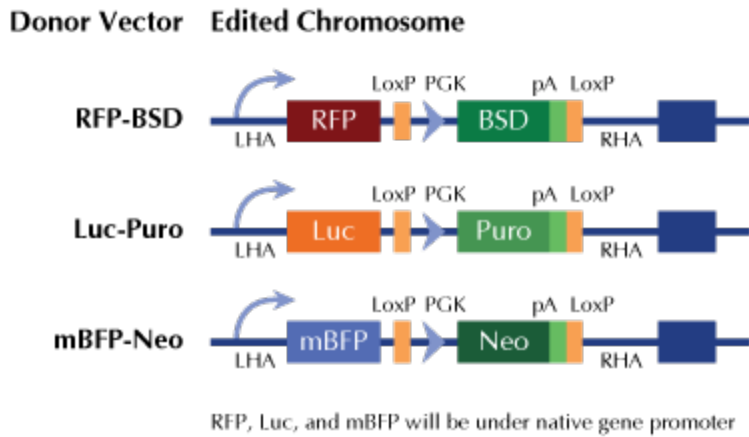 Donor Vector Edited Chromosome
LoxP PGK pA LoxP
RFP-BSD RFP BSD
LHA RHA
LoxP PGK pA LoxP
Luc-Puro Luc Puro
LHA RHA
LoxP PGK pA LoxP
mBFP-Neo mBFP Neo
LHA RHA
RFP, Luc, and mBFP will be under native gene promoter